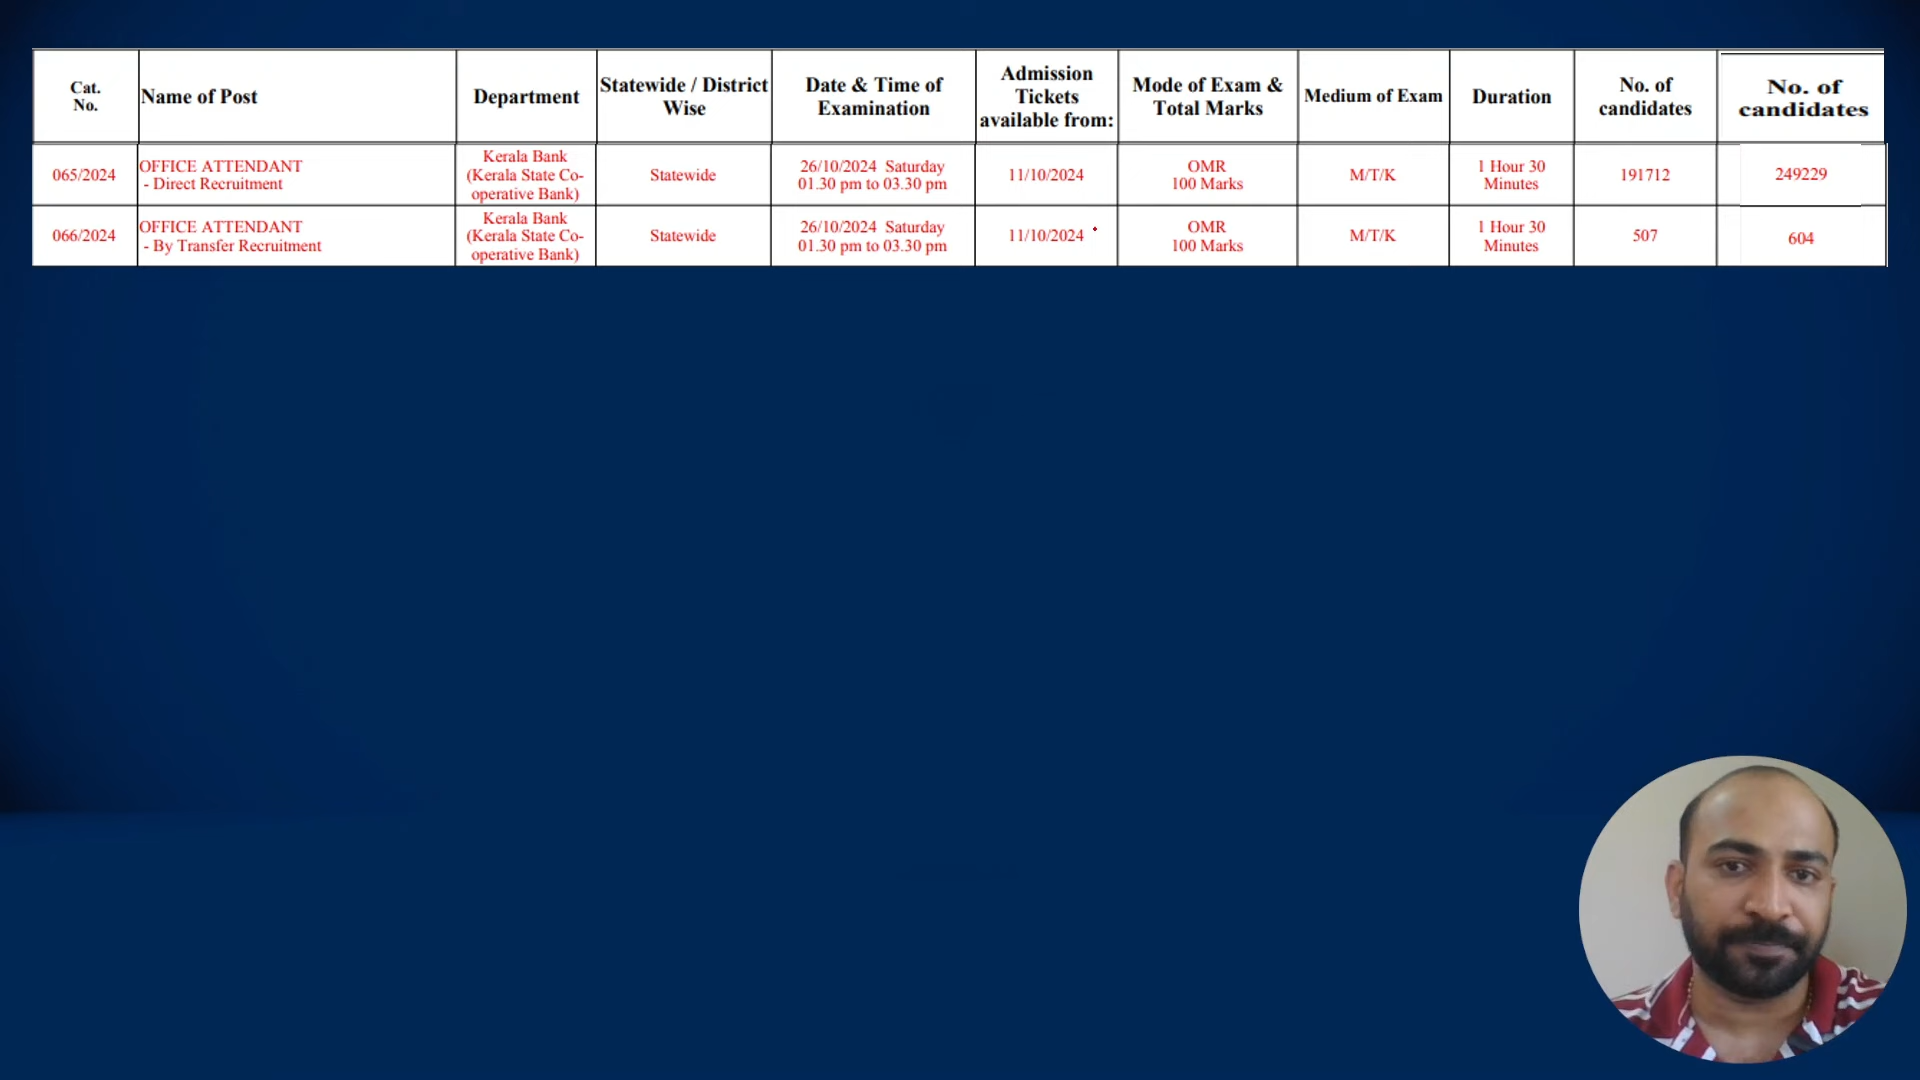 Cat. No.
Name of Post
Department
Statewide / District Wise
Date & Time of Examination
Admission Tickets available from:
Mode of Exam & Total Marks
Medium of Exam
Duration
No. of candidates
No. of candidates
065/2024
OFFICE ATTENDANT
- Direct Recruitment
Kerala Bank
(Kerala State Co-
operative Bank)
Statewide
26/10/2024 Saturday
01.30 pm to 03.30 pm
11/10/2024
OMR
100 Marks
M/T/K
1 Hour 30
Minutes
191712
249229
066/2024
OFFICE ATTENDANT
- By Transfer Recruitment
Kerala Bank
(Kerala State Co-
operative Bank)
Statewide
26/10/2024 Saturday
01.30 pm to 03.30 pm
11/10/2024
OMR
100 Marks
M/T/K
1 Hour 30
Minutes
507
604